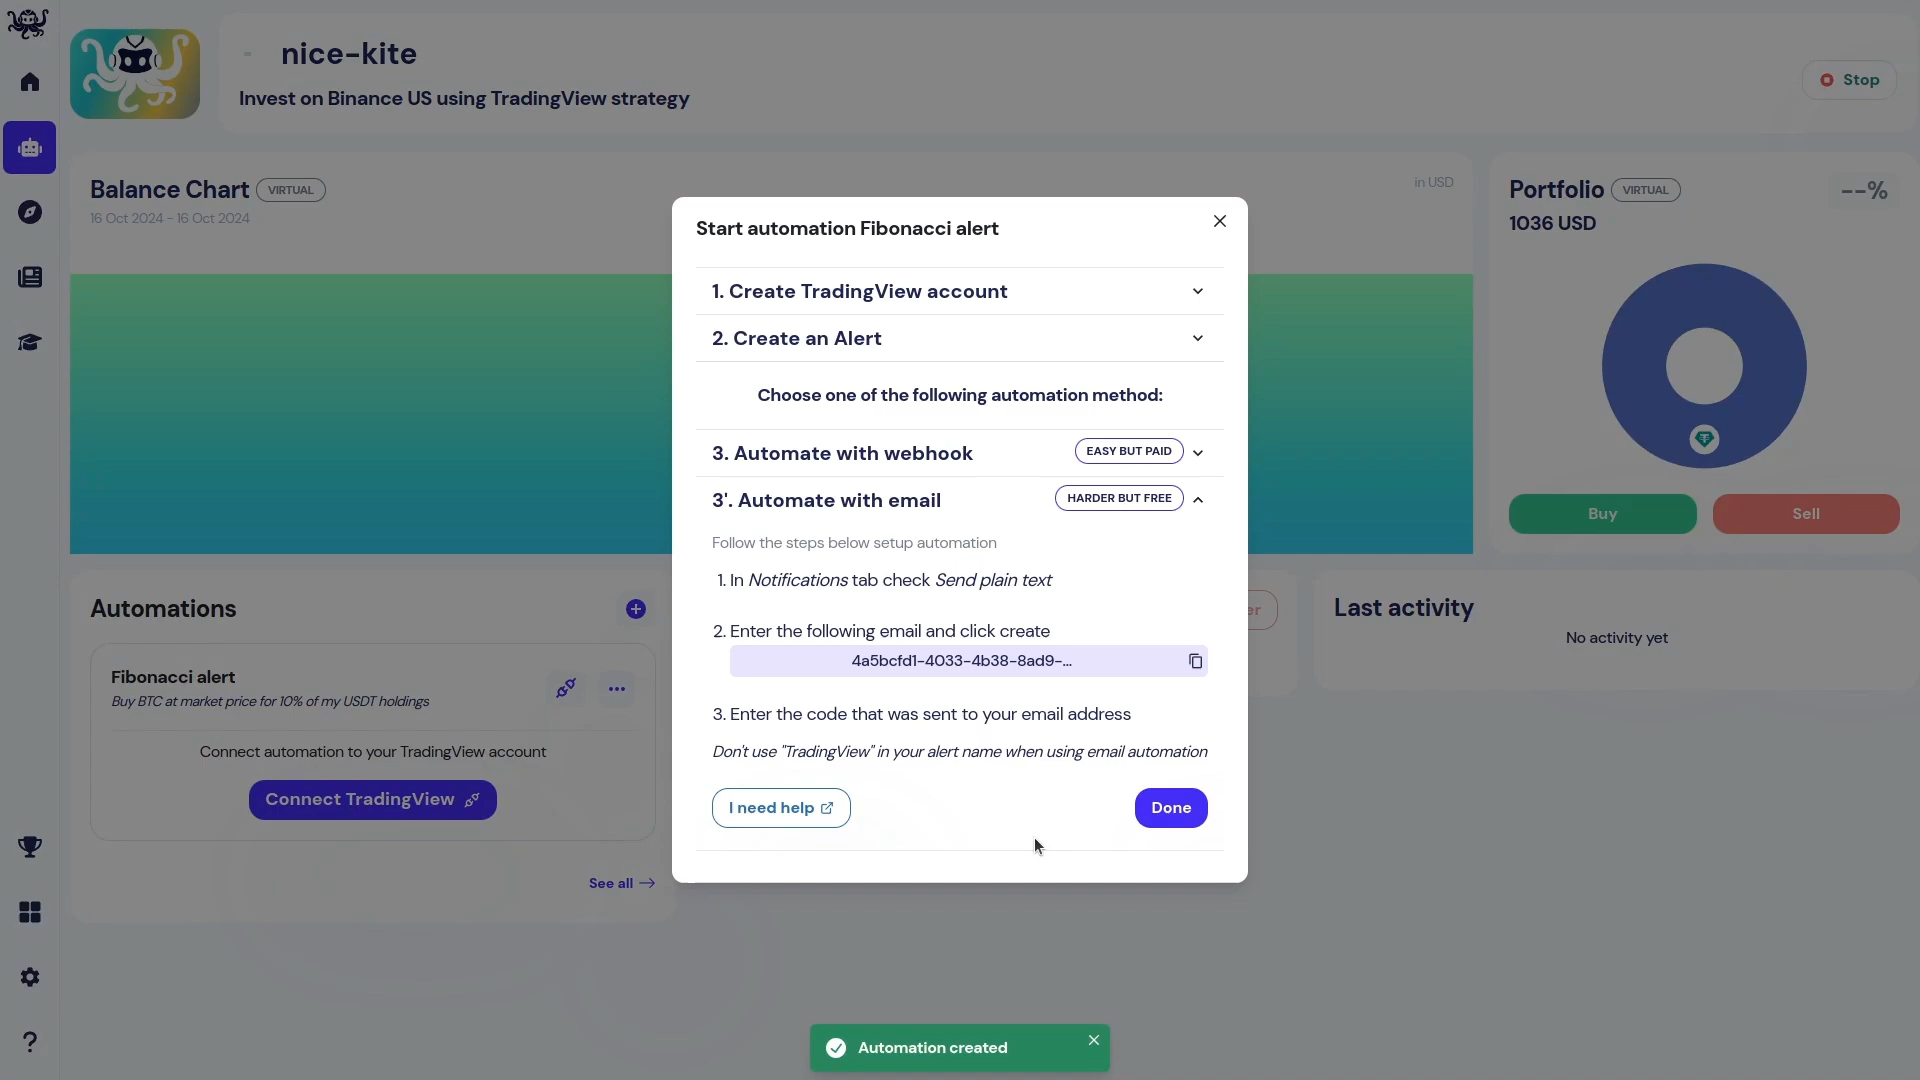 nice-kite
Invest on Binance US using TradingView strategy
Stop
Balance Chart
VIRTUAL
16 Oct 2024 - 16 Oct 2024
in USD
Portfolio
VIRTUAL
--%
1036 USD
Buy
Sell
Start automation Fibonacci alert
1. Create TradingView account
2. Create an Alert
Choose one of the following automation method:
3. Automate with webhook
EASY BUT PAID
3'. Automate with email
HARDER BUT FREE
Follow the steps below setup automation
1. In Notifications tab check Send plain text
2. Enter the following email and click create
4a5bcfd1-4033-4b38-8ad9-...
3. Enter the code that was sent to your email address
Don't use "TradingView" in your alert name when using email automation
I need help
Done
Automations
Fibonacci alert
Buy BTC at market price for 10% of my USDT holdings
Connect automation to your TradingView account
Connect TradingView
See all
er
Last activity
No activity yet
Automation created